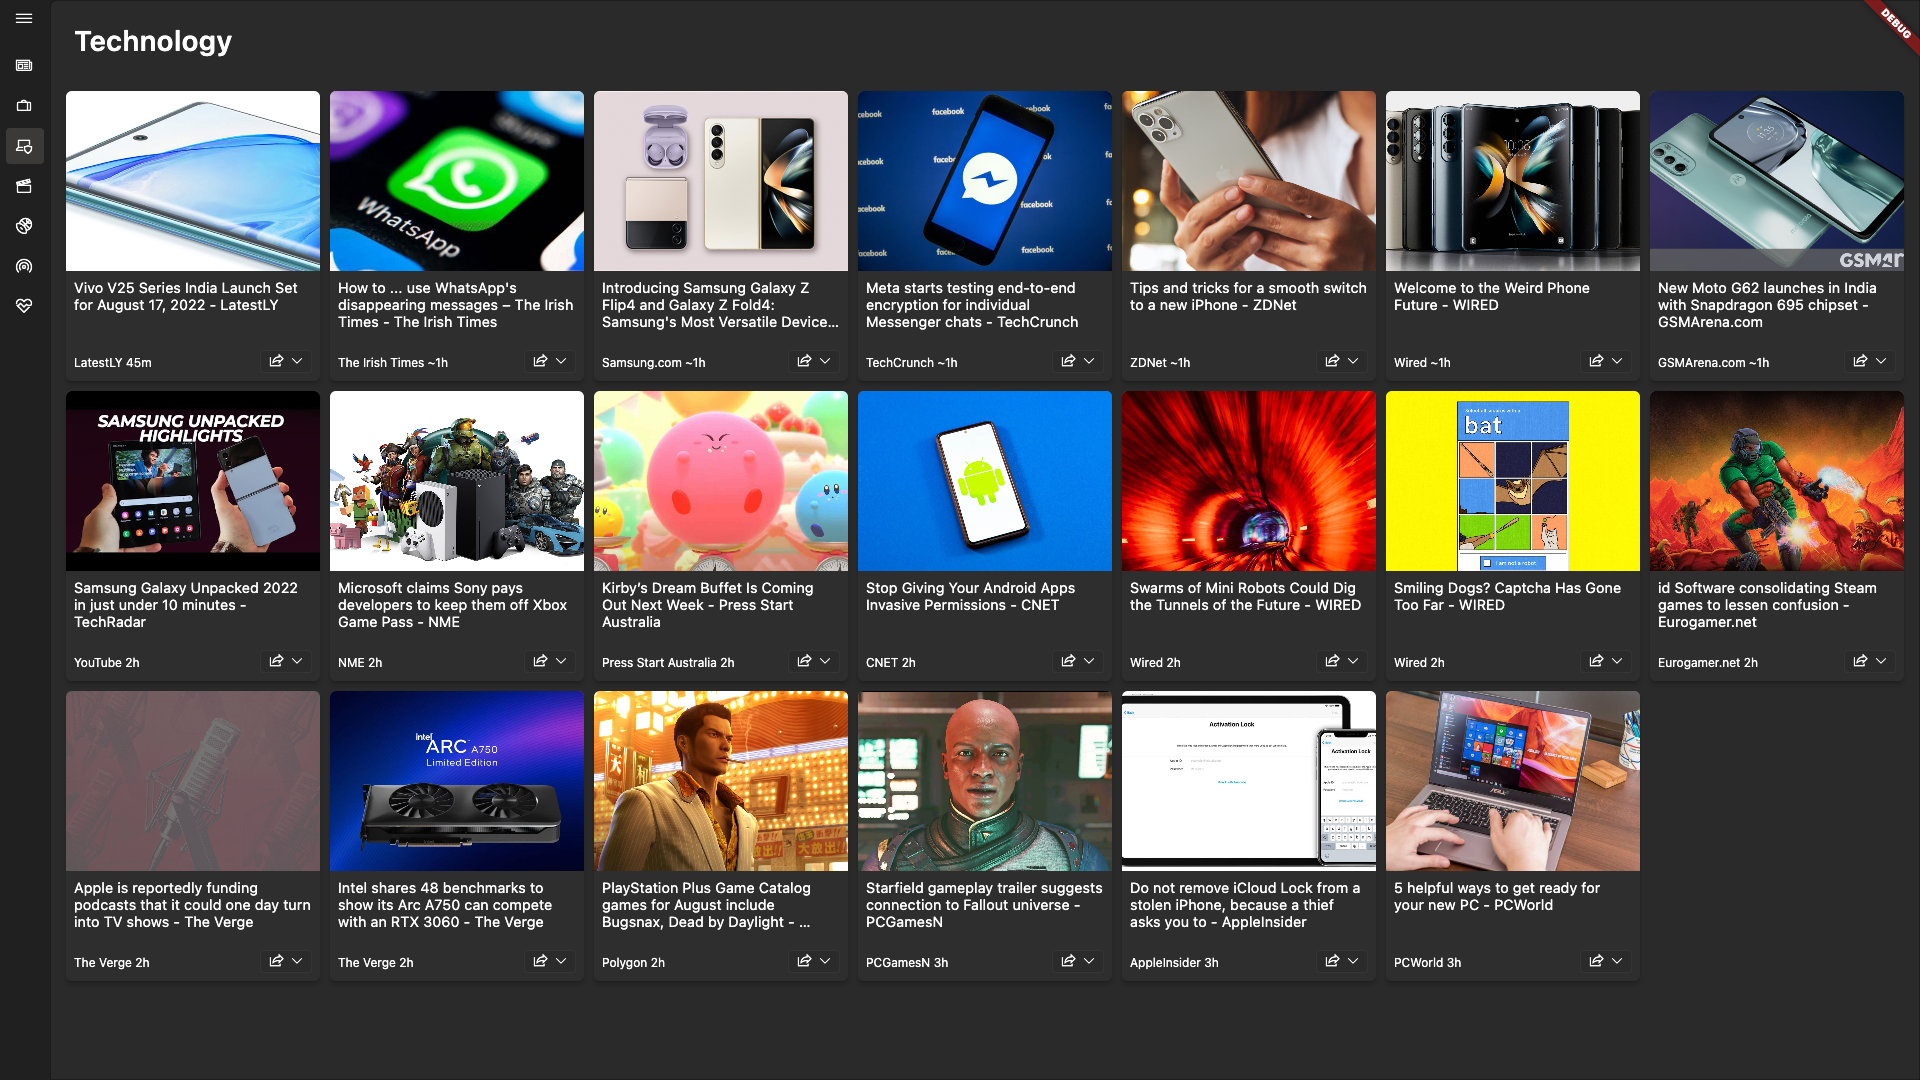 Technology
DEBUG
WhatsApp
facebook
facebook
facebook
facebook
facebook
facebook
10:08
GSMAr
Vivo V25 Series India Launch Set
for August 17, 2022 - LatestLY
LatestLY 45m
How to ... use WhatsApp's
disappearing messages – The Irish
Times - The Irish Times
The Irish Times ~1h
Introducing Samsung Galaxy Z
Flip4 and Galaxy Z Fold4:
Samsung's Most Versatile Device...
Samsung.com ~1h
Meta starts testing end-to-end
encryption for individual
Messenger chats - TechCrunch
TechCrunch ~1h
Tips and tricks for a smooth switch
to a new iPhone - ZDNet
ZDNet ~1h
Welcome to the Weird Phone
Future - WIRED
Wired ~1h
New Moto G62 launches in India
with Snapdragon 695 chipset -
GSMArena.com
GSMArena.com ~1h
SAMSUNG UNPACKED
HIGHLIGHTS
bat
I am not a robot
Samsung Galaxy Unpacked 2022
in just under 10 minutes -
TechRadar
YouTube 2h
Microsoft claims Sony pays
developers to keep them off Xbox
Game Pass - NME
NME 2h
Kirby’s Dream Buffet Is Coming
Out Next Week - Press Start
Australia
Press Start Australia 2h
Stop Giving Your Android Apps
Invasive Permissions - CNET
CNET 2h
Swarms of Mini Robots Could Dig
the Tunnels of the Future - WIRED
Wired 2h
Smiling Dogs? Captcha Has Gone
Too Far - WIRED
Wired 2h
id Software consolidating Steam
games to lessen confusion -
Eurogamer.net
Eurogamer.net 2h
intel
ARC A750
Limited Edition
Activation Lock
Activation Lock
Apple is reportedly funding
podcasts that it could one day turn
into TV shows - The Verge
The Verge 2h
Intel shares 48 benchmarks to
show its Arc A750 can compete
with an RTX 3060 - The Verge
The Verge 2h
PlayStation Plus Game Catalog
games for August include
Bugsnax, Dead by Daylight - ...
Polygon 2h
Starfield gameplay trailer suggests
connection to Fallout universe -
PCGamesN
PCGamesN 3h
Do not remove iCloud Lock from a
stolen iPhone, because a thief
asks you to - AppleInsider
AppleInsider 3h
5 helpful ways to get ready for
your new PC - PCWorld
PCWorld 3h